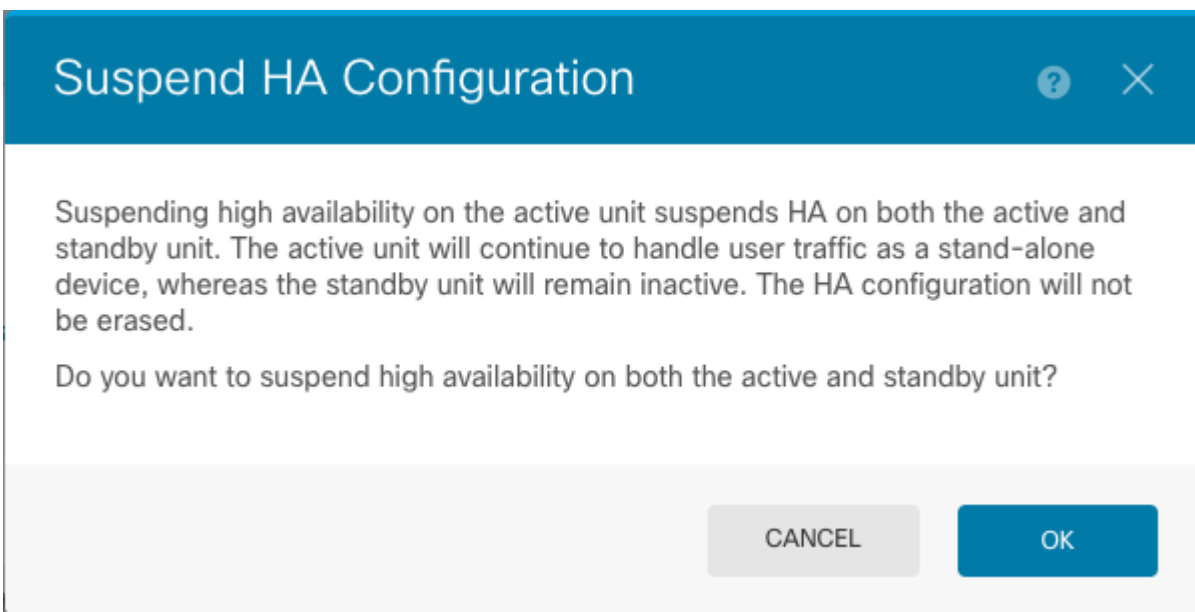 Suspend HA Configuration
?
Suspending high availability on the active unit suspends HA on both the active and
standby unit. The active unit will continue to handle user traffic as a stand-alone
device, whereas the standby unit will remain inactive. The HA configuration will not
be erased.
Do you want to suspend high availability on both the active and standby unit?
CANCEL
OK